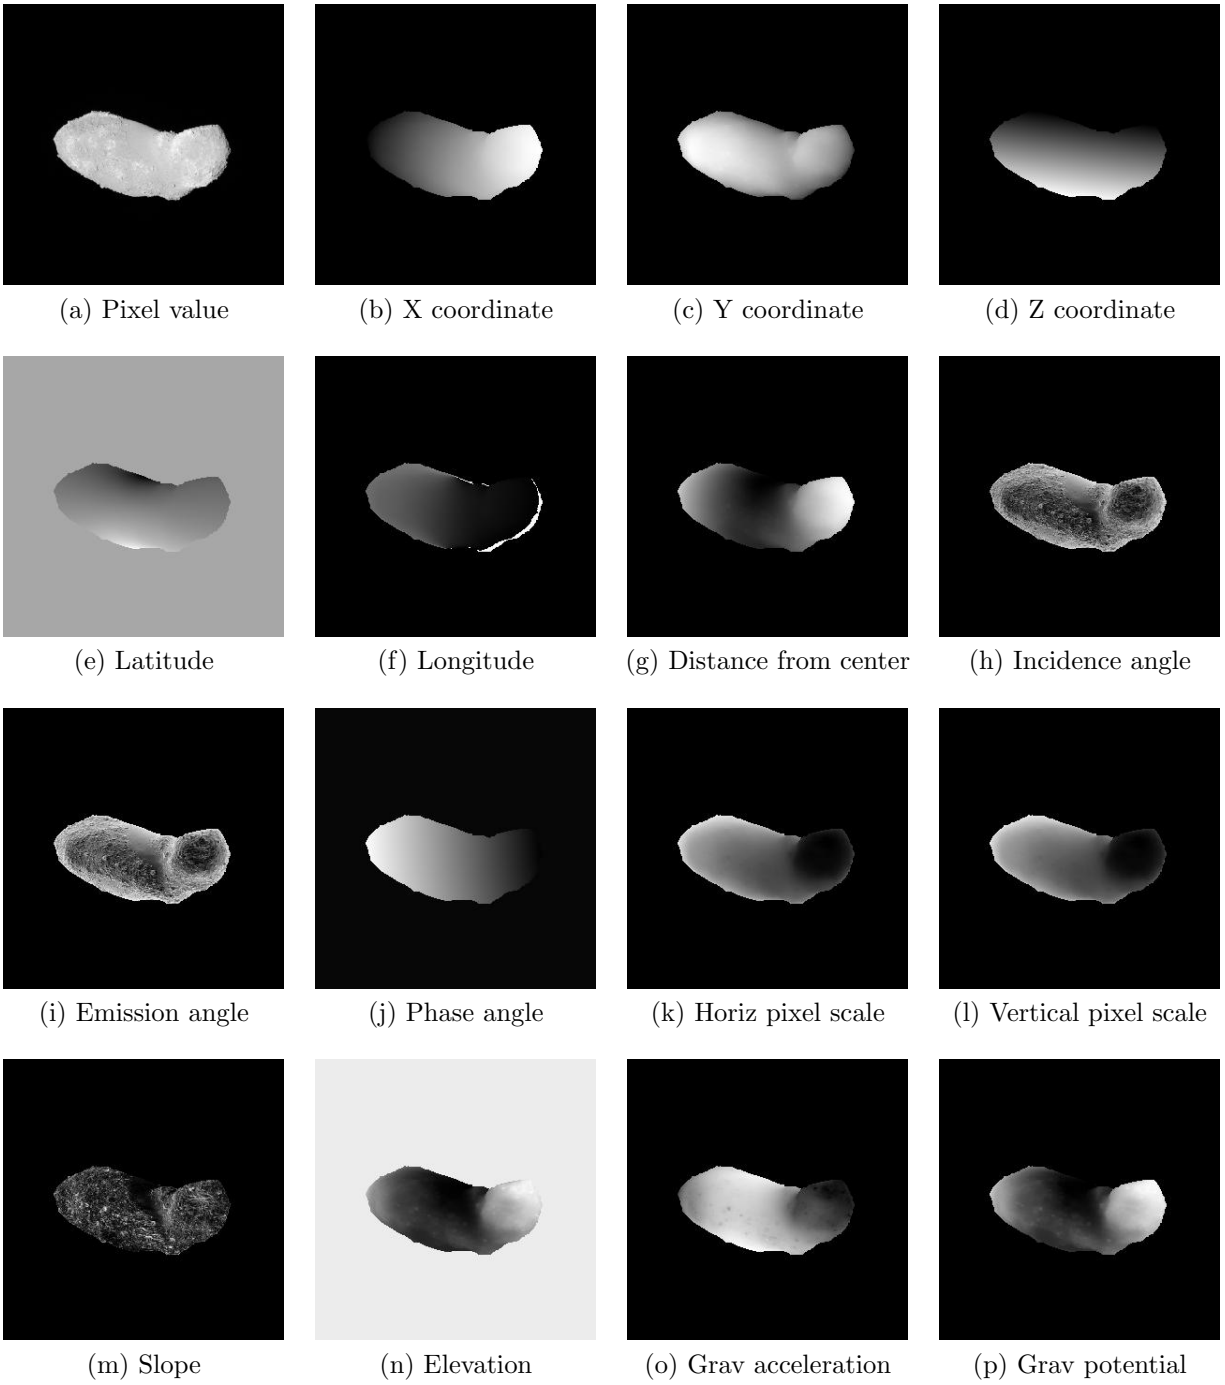 (a) Pixel value
(b) X coordinate
(c) Y coordinate
(d) Z coordinate
(e) Latitude
(f) Longitude
(g) Distance from center
(h) Incidence angle
(i) Emission angle
(j) Phase angle
(k) Horiz pixel scale
(l) Vertical pixel scale
(m) Slope
(n) Elevation
(o) Grav acceleration
(p) Grav potential